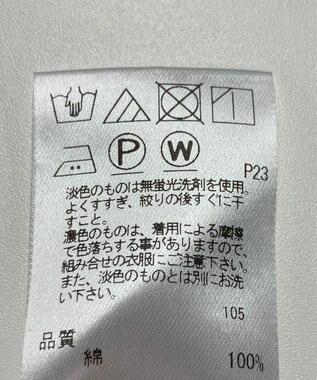 P W
P23
淡色のものは無蛍光洗剤を使用。
よくすすぎ、絞りの後すぐに干
すこと。
濃色のものは、着用による摩擦
で色落ちする事がありますので、
組み合せの衣服にご注意下さい。
また、淡色のものとは別にお洗
い下さい。
105
品質
綿 100%